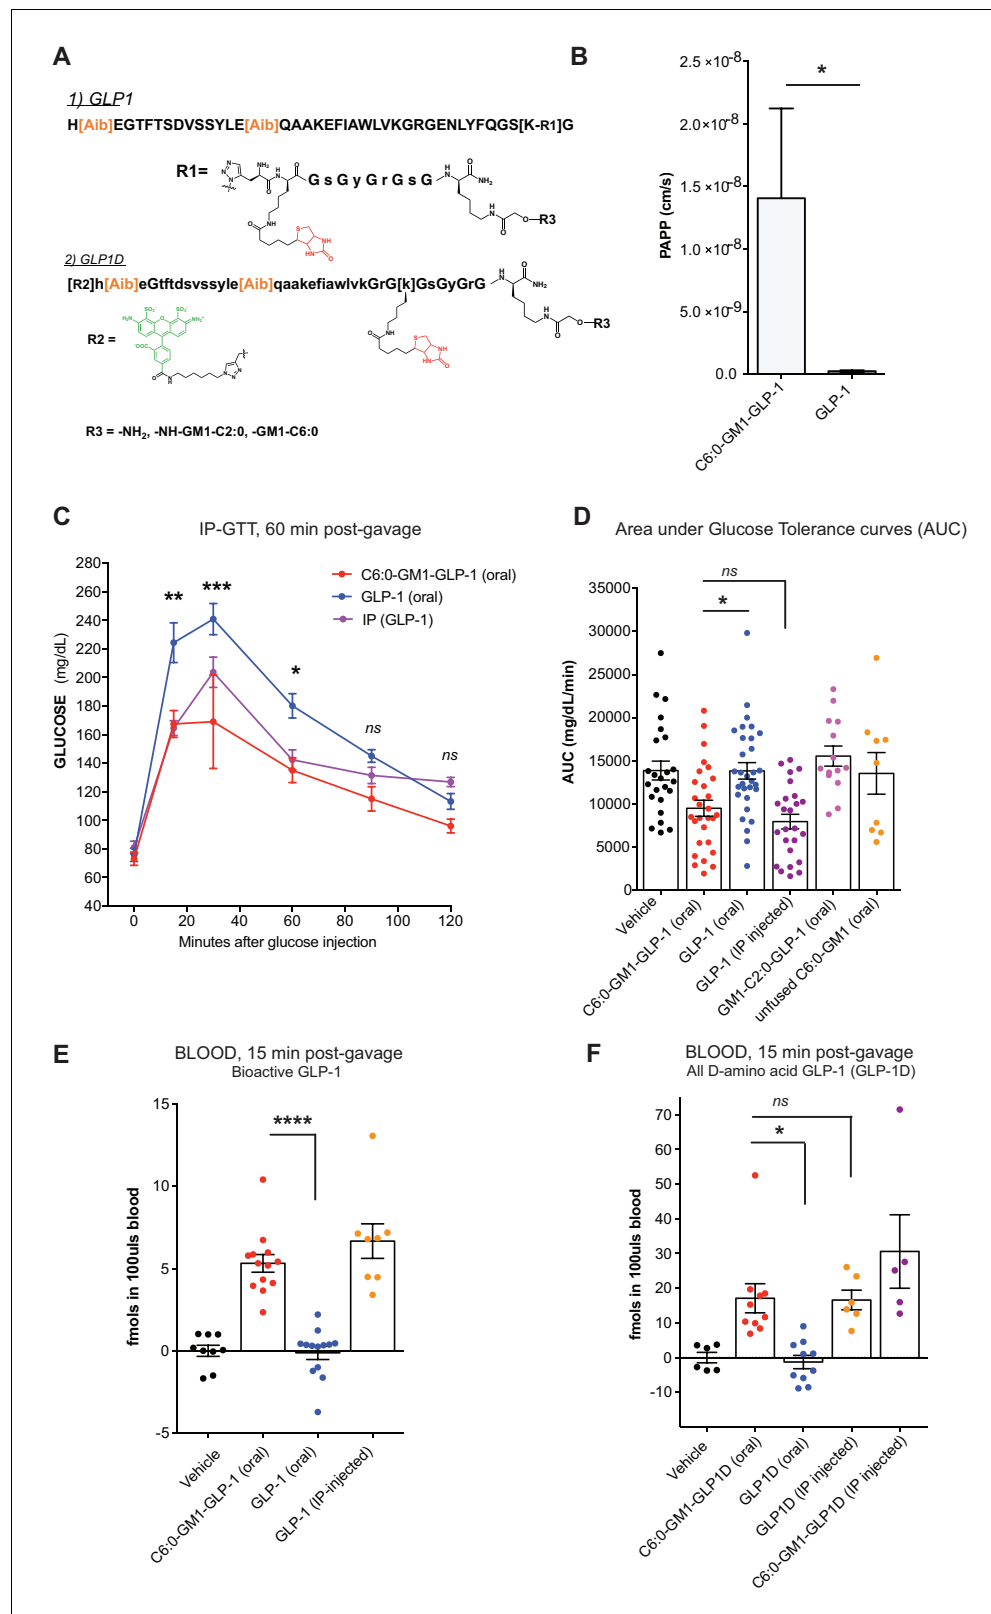 A
1) GLP1
H[Aib]EGTFTSDVSSYLE[Aib]QAAKEFIAWLVKGRGENLYFQGS[K-R1]G
R1=
G s G y G r G s G
R3
2) GLP1D
[R2]h[Aib]eGtftdsvssyle[Aib]qaakefiawlvkGrG[k]GsGyGrG
R3
R2 =
R3 = -NH2, -NH-GM1-C2:0, -GM1-C6:0
B
PAPP (cm/s)
2.5 ×10-8
2.0 ×10-8
1.5 ×10-8
1.0 ×10-8
5.0 ×10-9
0.0
*
C6:0-GM1-GLP-1
GLP-1
C
IP-GTT, 60 min post-gavage
GLUCOSE (mg/dL)
280
260
240
220
200
180
160
140
120
100
80
60
40
**
***
*
ns
ns
C6:0-GM1-GLP-1 (oral)
GLP-1 (oral)
IP (GLP-1)
0 20 40 60 80 100 120
Minutes after glucose injection
D
Area under Glucose Tolerance curves (AUC)
AUC (mg/dL/min)
35000
30000
25000
20000
15000
10000
5000
0
ns
*
Vehicle
C6:0-GM1-GLP-1 (oral)
GLP-1 (oral)
GLP-1 (IP injected)
GM1-C2:0-GLP-1 (oral)
unfused C6:0-GM1 (oral)
E
BLOOD, 15 min post-gavage
Bioactive GLP-1
fmols in 100uls blood
15
10
5
0
-5
****
Vehicle
C6:0-GM1-GLP-1 (oral)
GLP-1 (oral)
GLP-1 (IP-injected)
F
BLOOD, 15 min post-gavage
All D-amino acid GLP-1 (GLP-1D)
fmols in 100uls blood
70
60
50
40
30
20
10
0
-10
ns
*
Vehicle
C6:0-GM1-GLP1D (oral)
GLP1D (oral)
GLP1D (IP injected)
C6:0-GM1-GLP1D (IP injected)